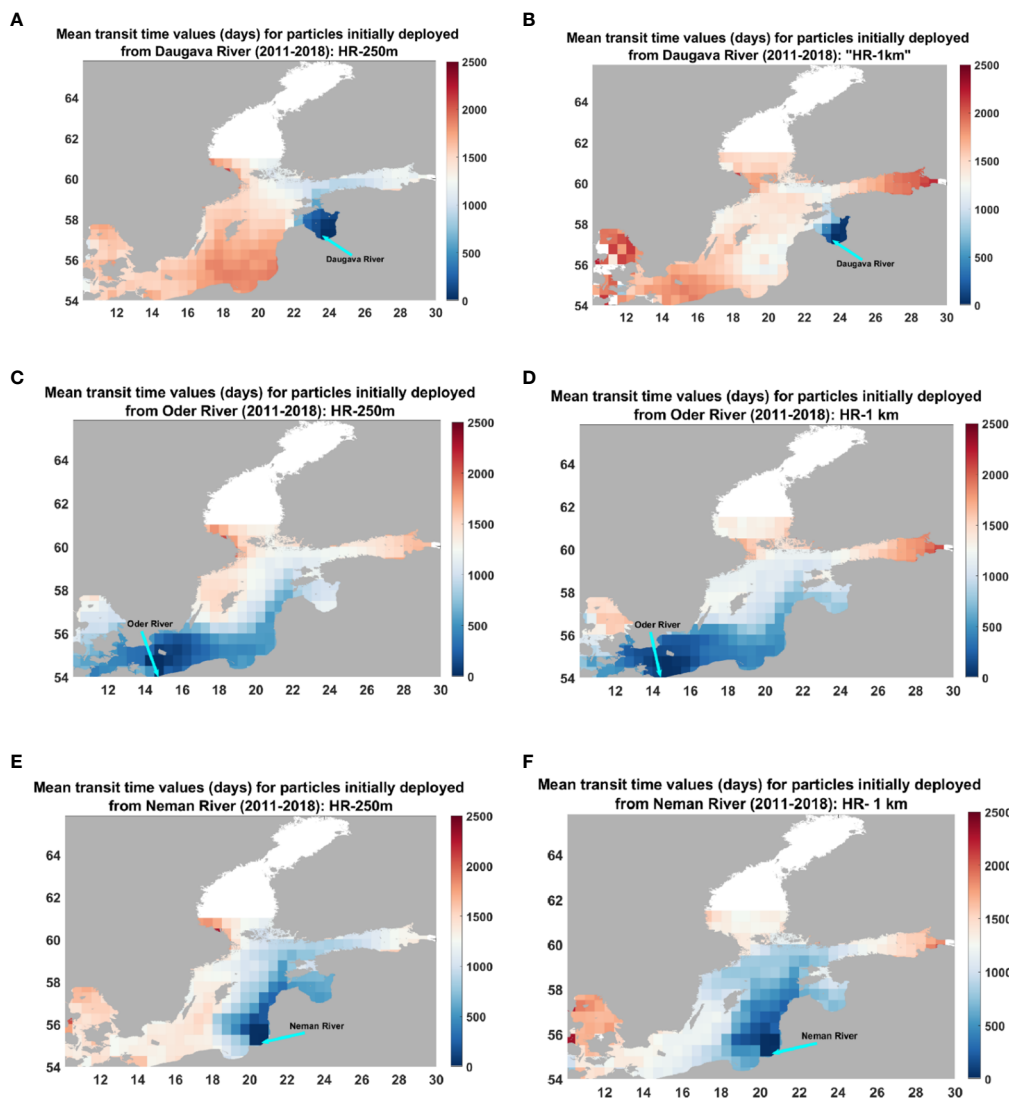 A
Mean transit time values (days) for particles initially deployed
from Daugava River (2011-2018): HR-250m
64
62
60
58
56
54
12 14 16 18 20 22 24 26 28 30
2500
2000
1500
1000
500
0
Daugava River
B
Mean transit time values (days) for particles initially deployed
from Daugava River (2011-2018): "HR-1km"
64
62
60
58
56
54
12 14 16 18 20 22 24 26 28 30
2500
2000
1500
1000
500
0
Daugava River
C
Mean transit time values (days) for particles initially deployed
from Oder River (2011-2018): HR-250m
64
62
60
58
56
54
12 14 16 18 20 22 24 26 28 30
2500
2000
1500
1000
500
0
Oder River
D
Mean transit time values (days) for particles initially deployed
from Oder River (2011-2018): HR-1 km
64
62
60
58
56
54
12 14 16 18 20 22 24 26 28 30
2500
2000
1500
1000
500
0
Oder River
E
Mean transit time values (days) for particles initially deployed
from Neman River (2011-2018): HR-250m
64
62
60
58
56
54
12 14 16 18 20 22 24 26 28 30
2500
2000
1500
1000
500
0
Neman River
F
Mean transit time values (days) for particles initially deployed
from Neman River (2011-2018): HR- 1 km
64
62
60
58
56
54
12 14 16 18 20 22 24 26 28 30
2500
2000
1500
1000
500
0
Neman River